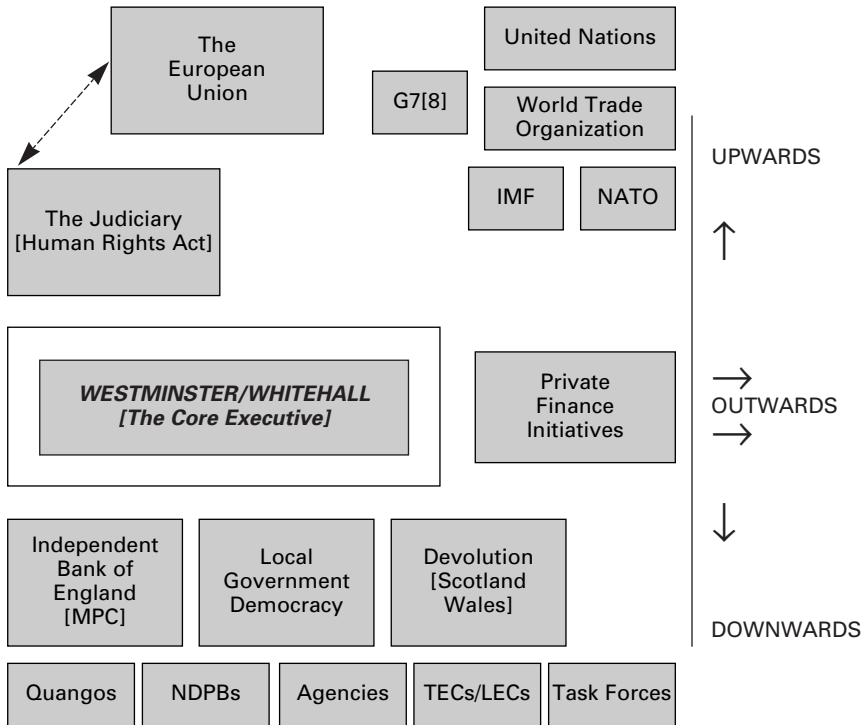 The
European
Union
United Nations
G7[8]
World Trade
Organization
UPWARDS
IMF
NATO
The Judiciary
[Human Rights Act]
WESTMINSTER/WHITEHALL
[The Core Executive]
Private
Finance
Initiatives
OUTWARDS
Independent
Bank of
England
[MPC]
Local
Government
Democracy
Devolution
[Scotland
Wales]
DOWNWARDS
Quangos
NDPBs
Agencies
TECs/LECs
Task Forces